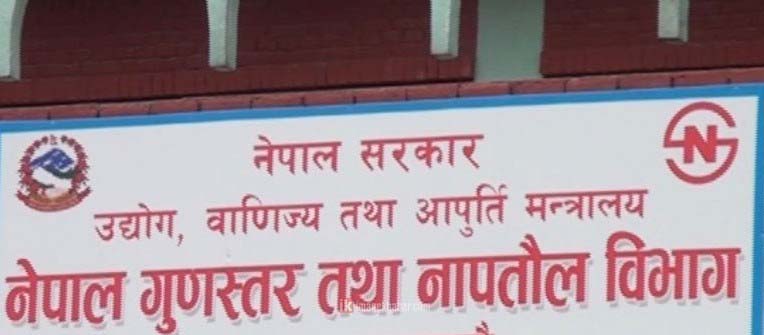 नेपाल सरकार
उद्योग, वाणिज्य तथा आपुर्ति मन्त्रालय
नेपाल गुणस्तर तथा नापतौल विभाग